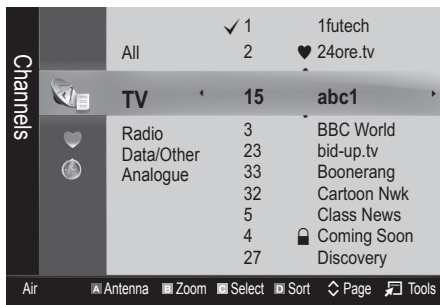 Channels
✓ 1 1futech
All 2 ♥ 24ore.tv
TV 15 abc1
Radio 3 BBC World
Data/Other 23 bid-up.tv
Analogue 33 Boonerang
32 Cartoon Nwk
5 Class News
4 Coming Soon
27 Discovery
Air A Antenna B Zoom C Select D Sort Page Tools